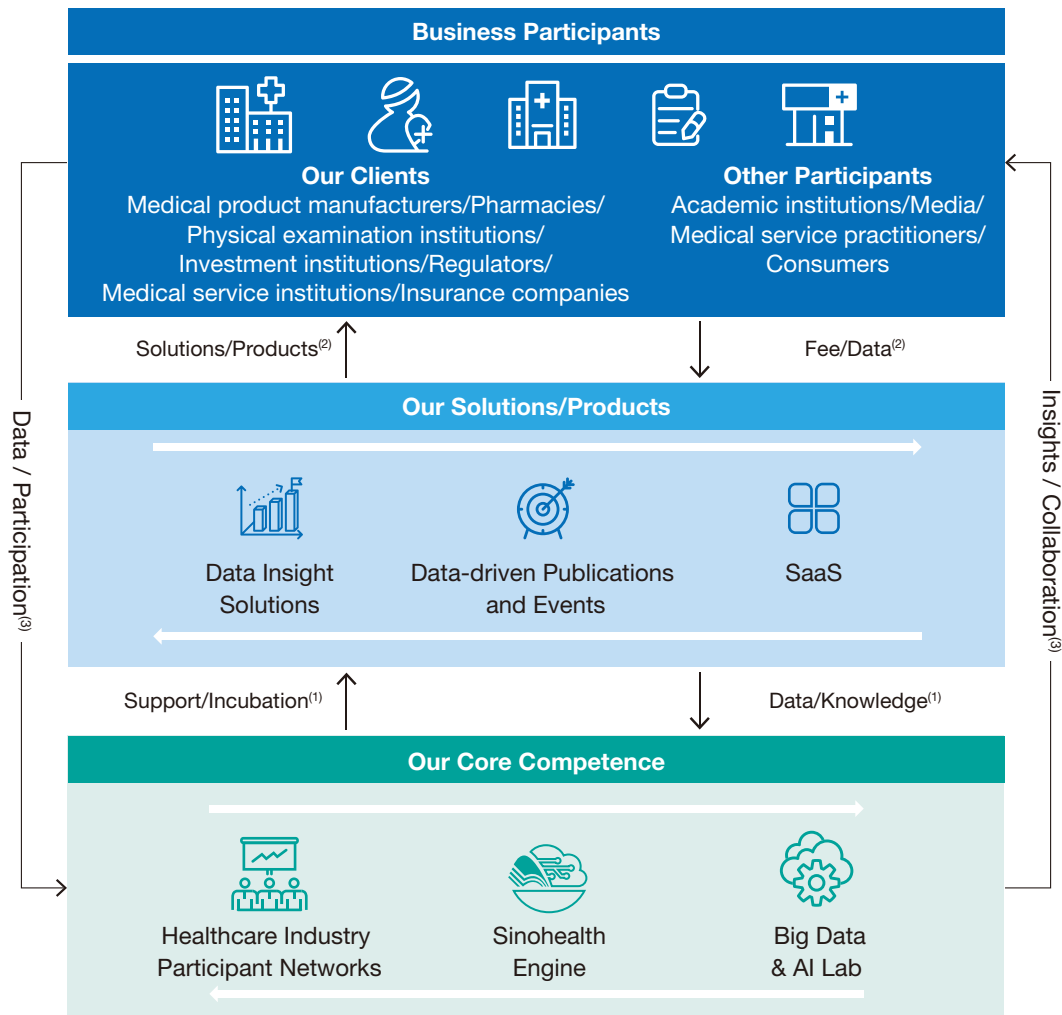 Business Participants
Our Clients
Medical product manufacturers/Pharmacies/
Physical examination institutions/
Investment institutions/Regulators/
Medical service institutions/Insurance companies
Other Participants
Academic institutions/Media/
Medical service practitioners/
Consumers
Solutions/Products(2)
Fee/Data(2)
Data / Participation(3)
Insights / Collaboration(3)
Our Solutions/Products
Data Insight
Solutions
Data-driven Publications
and Events
SaaS
Support/Incubation(1)
Data/Knowledge(1)
Our Core Competence
Healthcare Industry
Participant Networks
Sinohealth
Engine
Big Data
& AI Lab